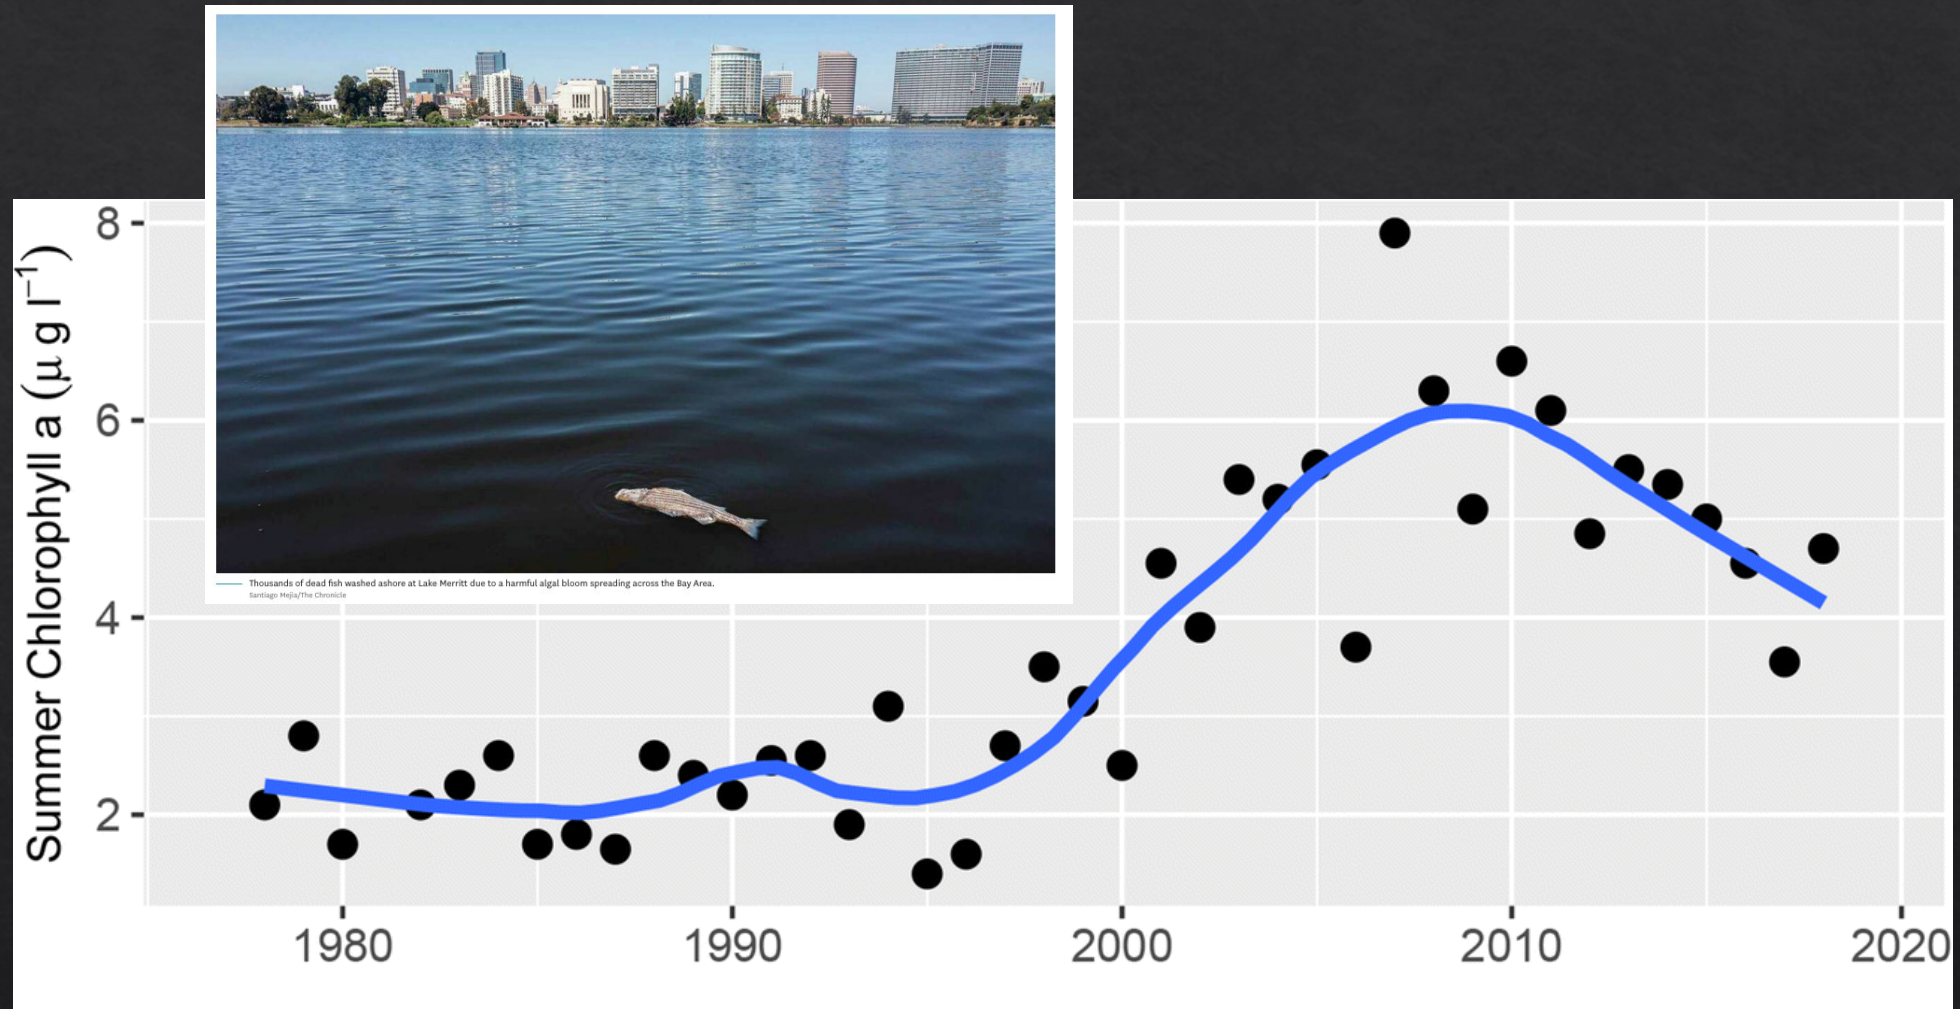 Thousands of dead fish washed ashore at Lake Merritt due to a harmful algal bloom spreading across the Bay Area.
Santiago Mejia/The Chronicle
Summer Chlorophyll a (μ g l⁻¹)
8
6
4
2
1980 1990 2000 2010 2020